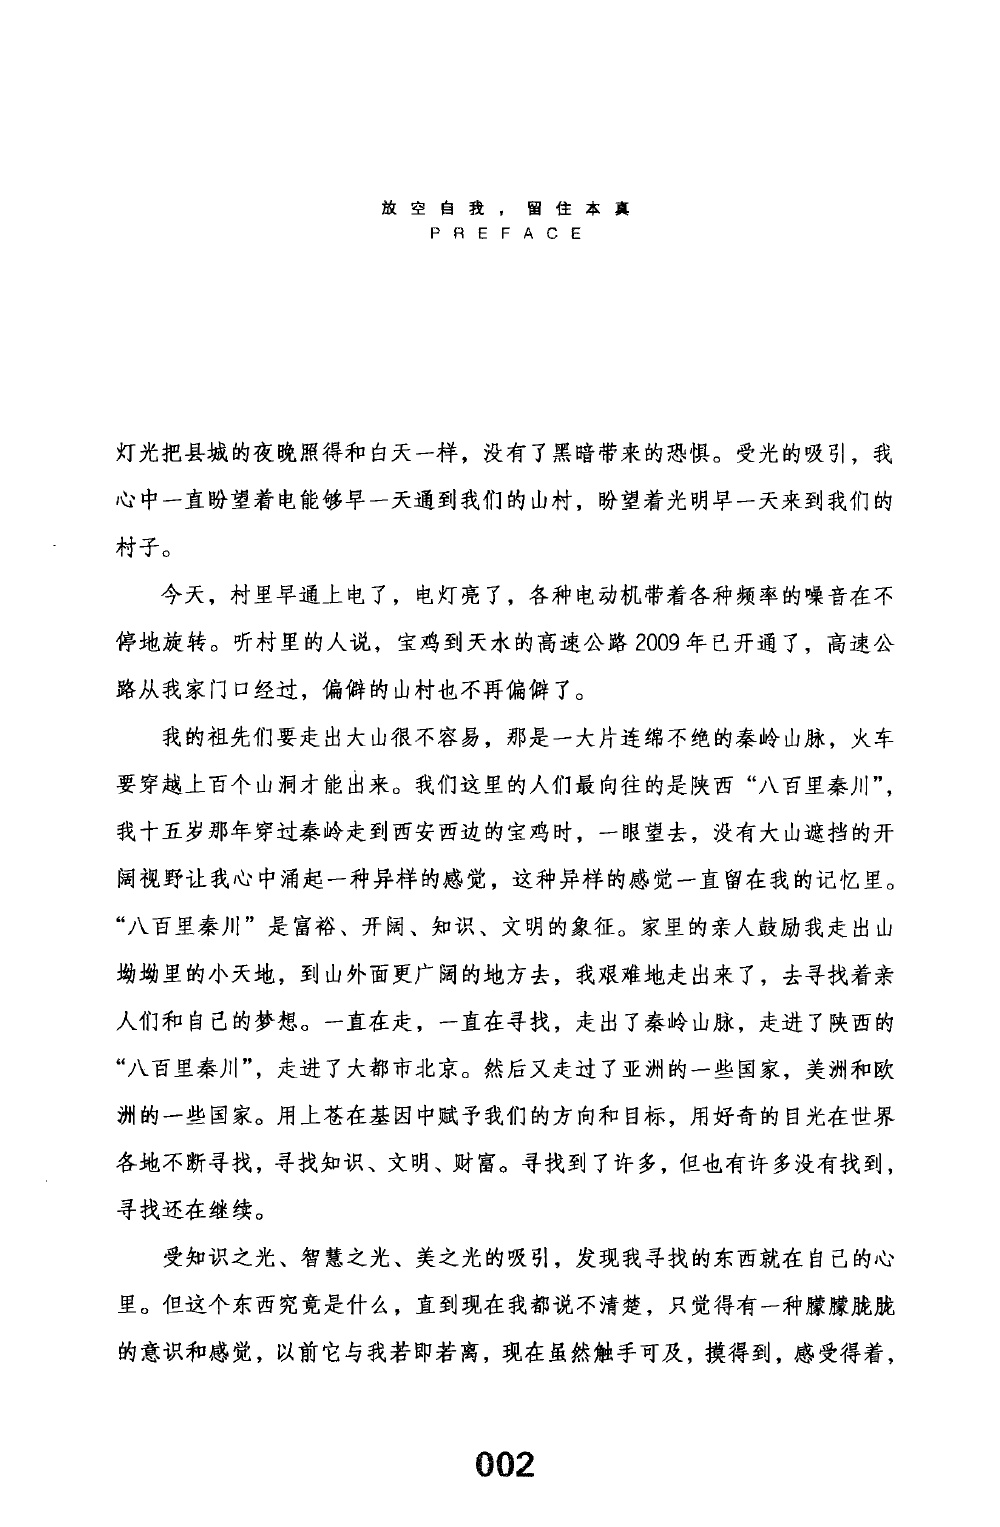 放空自我，留住本真
PREFACE
灯光把县城的夜晚照得和白天一样，没有了黑暗带来的恐惧。受光的吸引，我
心中一直盼望着电能够早一天通到我们的山村，盼望着光明早一天来到我们的
村子。
今天，村里早通上电了，电灯亮了，各种电动机带着各种频率的噪音在不
停地旋转。听村里的人说，宝鸡到天水的高速公路2009年已开通了，高速公
路从我家门口经过，偏僻的山村也不再偏僻了。
我的祖先们要走出大山很不容易，那是一大片连绵不绝的秦岭山脉，火车
要穿越上百个山洞才能出来。我们这里的人们最向往的是陕西“八百里秦川”，
我十五岁那年穿过秦岭走到西安西边的宝鸡时，一眼望去，没有大山遮挡的开
阔视野让我心中涌起一种异样的感觉，这种异样的感觉一直留在我的记忆里。
“八百里秦川”是富裕、开阔、知识、文明的象征。家里的亲人鼓励我走出山
坳坳里的小天地，到山外面更广阔的地方去，我艰难地走出来了，去寻找着亲
人们和自己的梦想。一直在走，一直在寻找，走出了秦岭山脉，走进了陕西的
“八百里秦川”，走进了大都市北京。然后又走过了亚洲的一些国家，美洲和欧
洲的一些国家。用上苍在基因中赋予我们的方向和目标，用好奇的目光在世界
各地不断寻找，寻找知识、文明、财富。寻找到了许多，但也有许多没有找到，
寻找还在继续。
受知识之光、智慧之光、美之光的吸引，发现我寻找的东西就在自己的心
里。但这个东西究竟是什么，直到现在我都说不清楚，只觉得有一种朦朦胧胧
的意识和感觉，以前它与我若即若离，现在虽然触手可及，摸得到，感受得着，
002